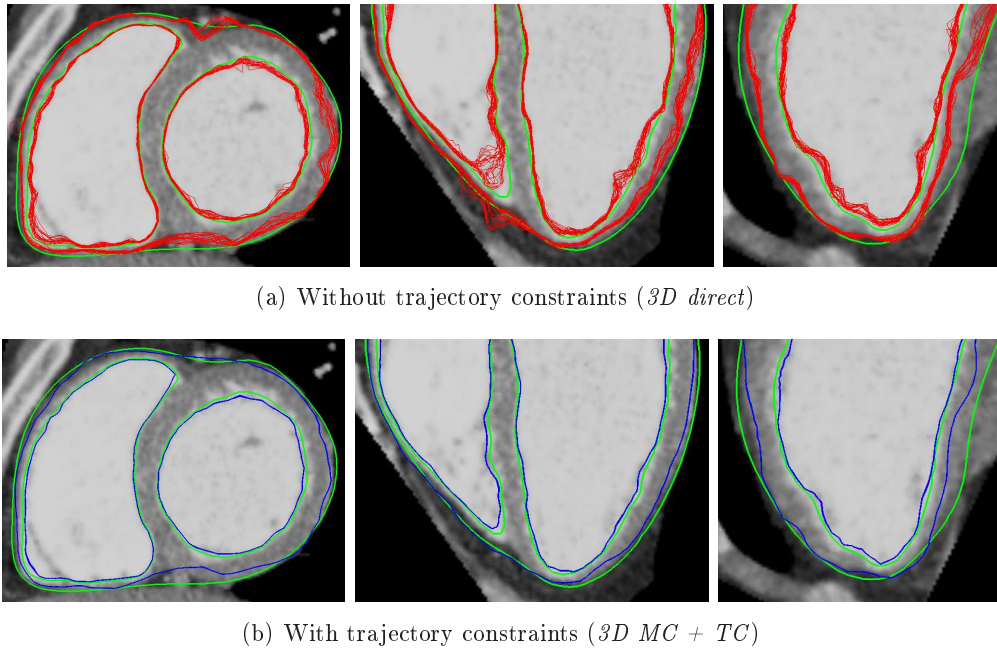 (a) Without trajectory constraints (3D direct)
(b) With trajectory constraints (3D MC + TC)